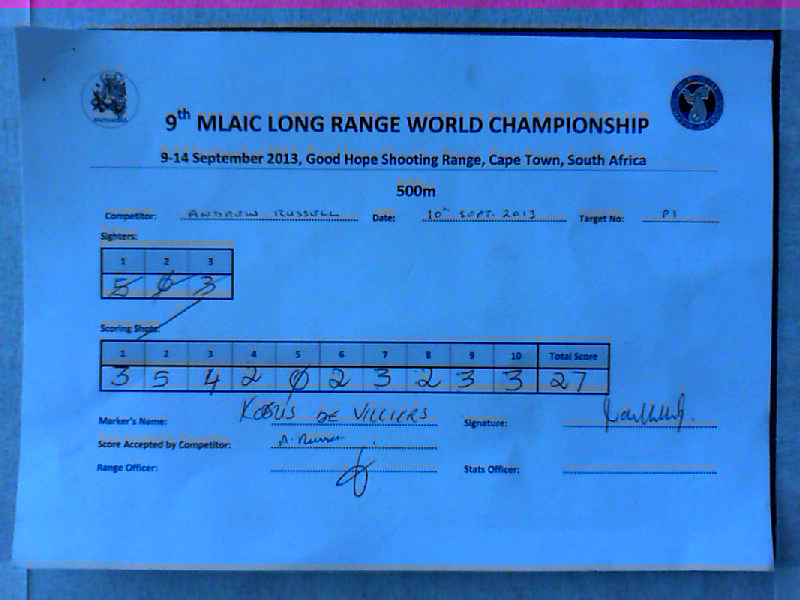 9th MLAIC LONG RANGE WORLD CHAMPIONSHIP
9-14 September 2013, Good Hope Shooting Range, Cape Town, South Africa
500m
Competitor: ANDREW RUSSELL Date: 10th SEPT. 2013 Target No: P1
Sighters:
1 2 3
5 0 3
Scoring Shots:
1 2 3 4 5 6 7 8 9 10 Total Score
3 5 4 2 0 2 3 2 3 3 27
Marker's Name: KOBUS DE VILLIERS Signature:
Score Accepted by Competitor: A. Russell
Range Officer: Stats Officer: